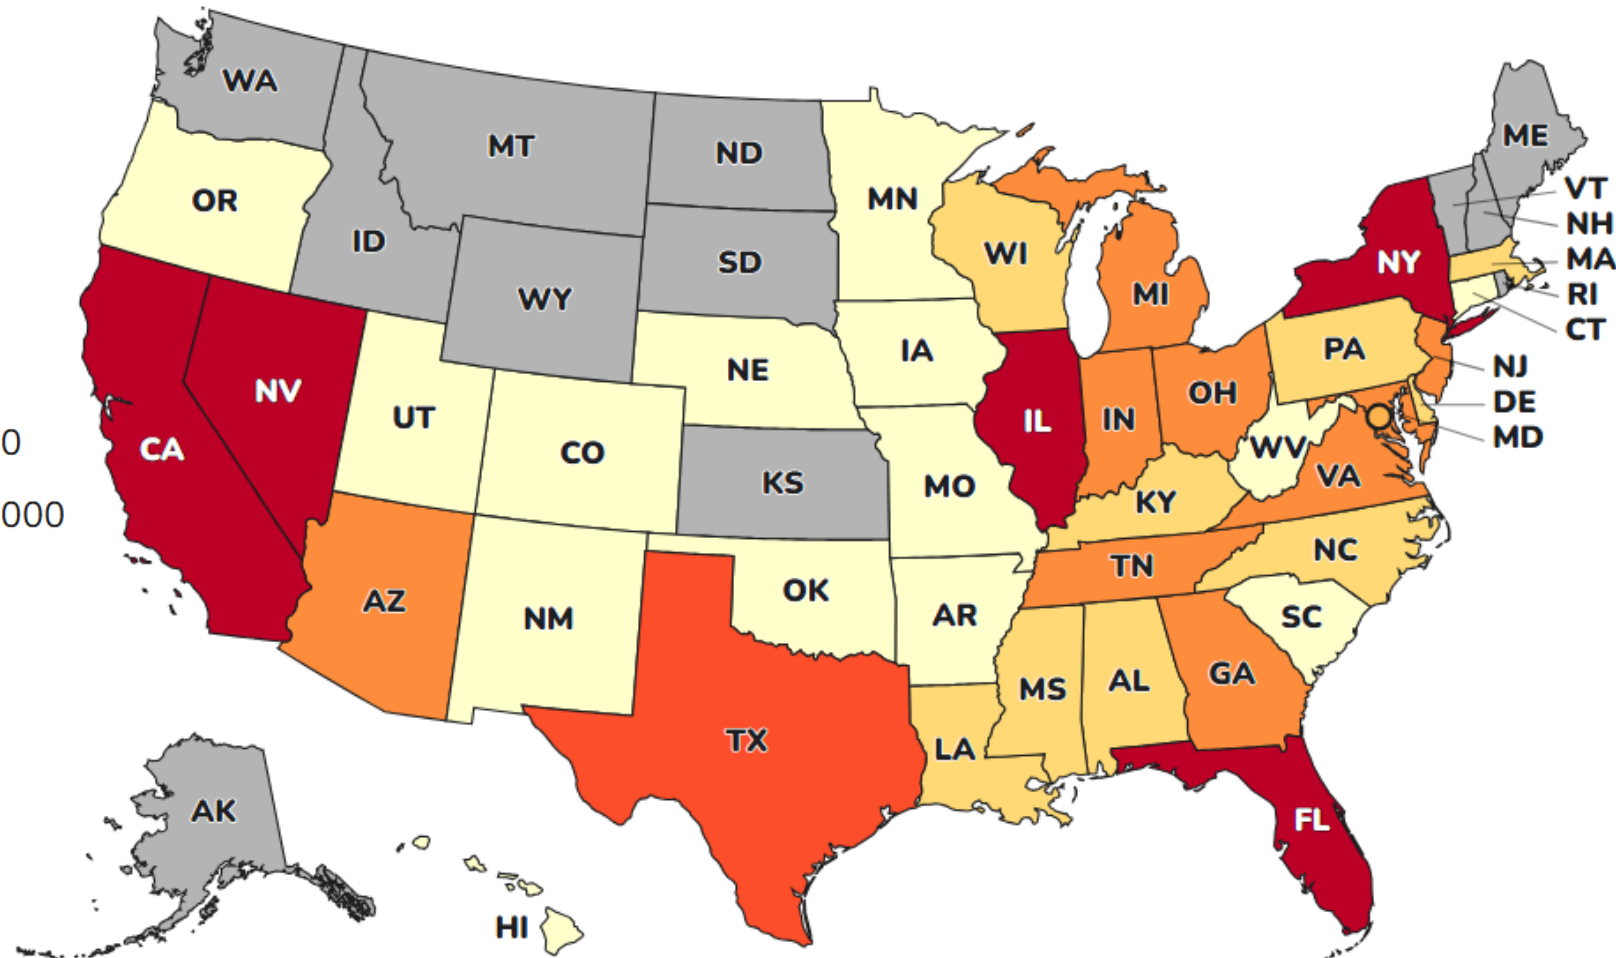 WA
MT
ND
ME
MN
VT
OR
NH
ID
SD
WI
NY
MA
WY
MI
RI
IA
CT
PA
NE
NJ
NV
OH
DE
UT
IN
IL
MD
0
CA
CO
WV
KS
VA
MO
KY
000
NC
TN
OK
AZ
AR
NM
SC
GA
AL
MS
TX
LA
AK
FL
HI